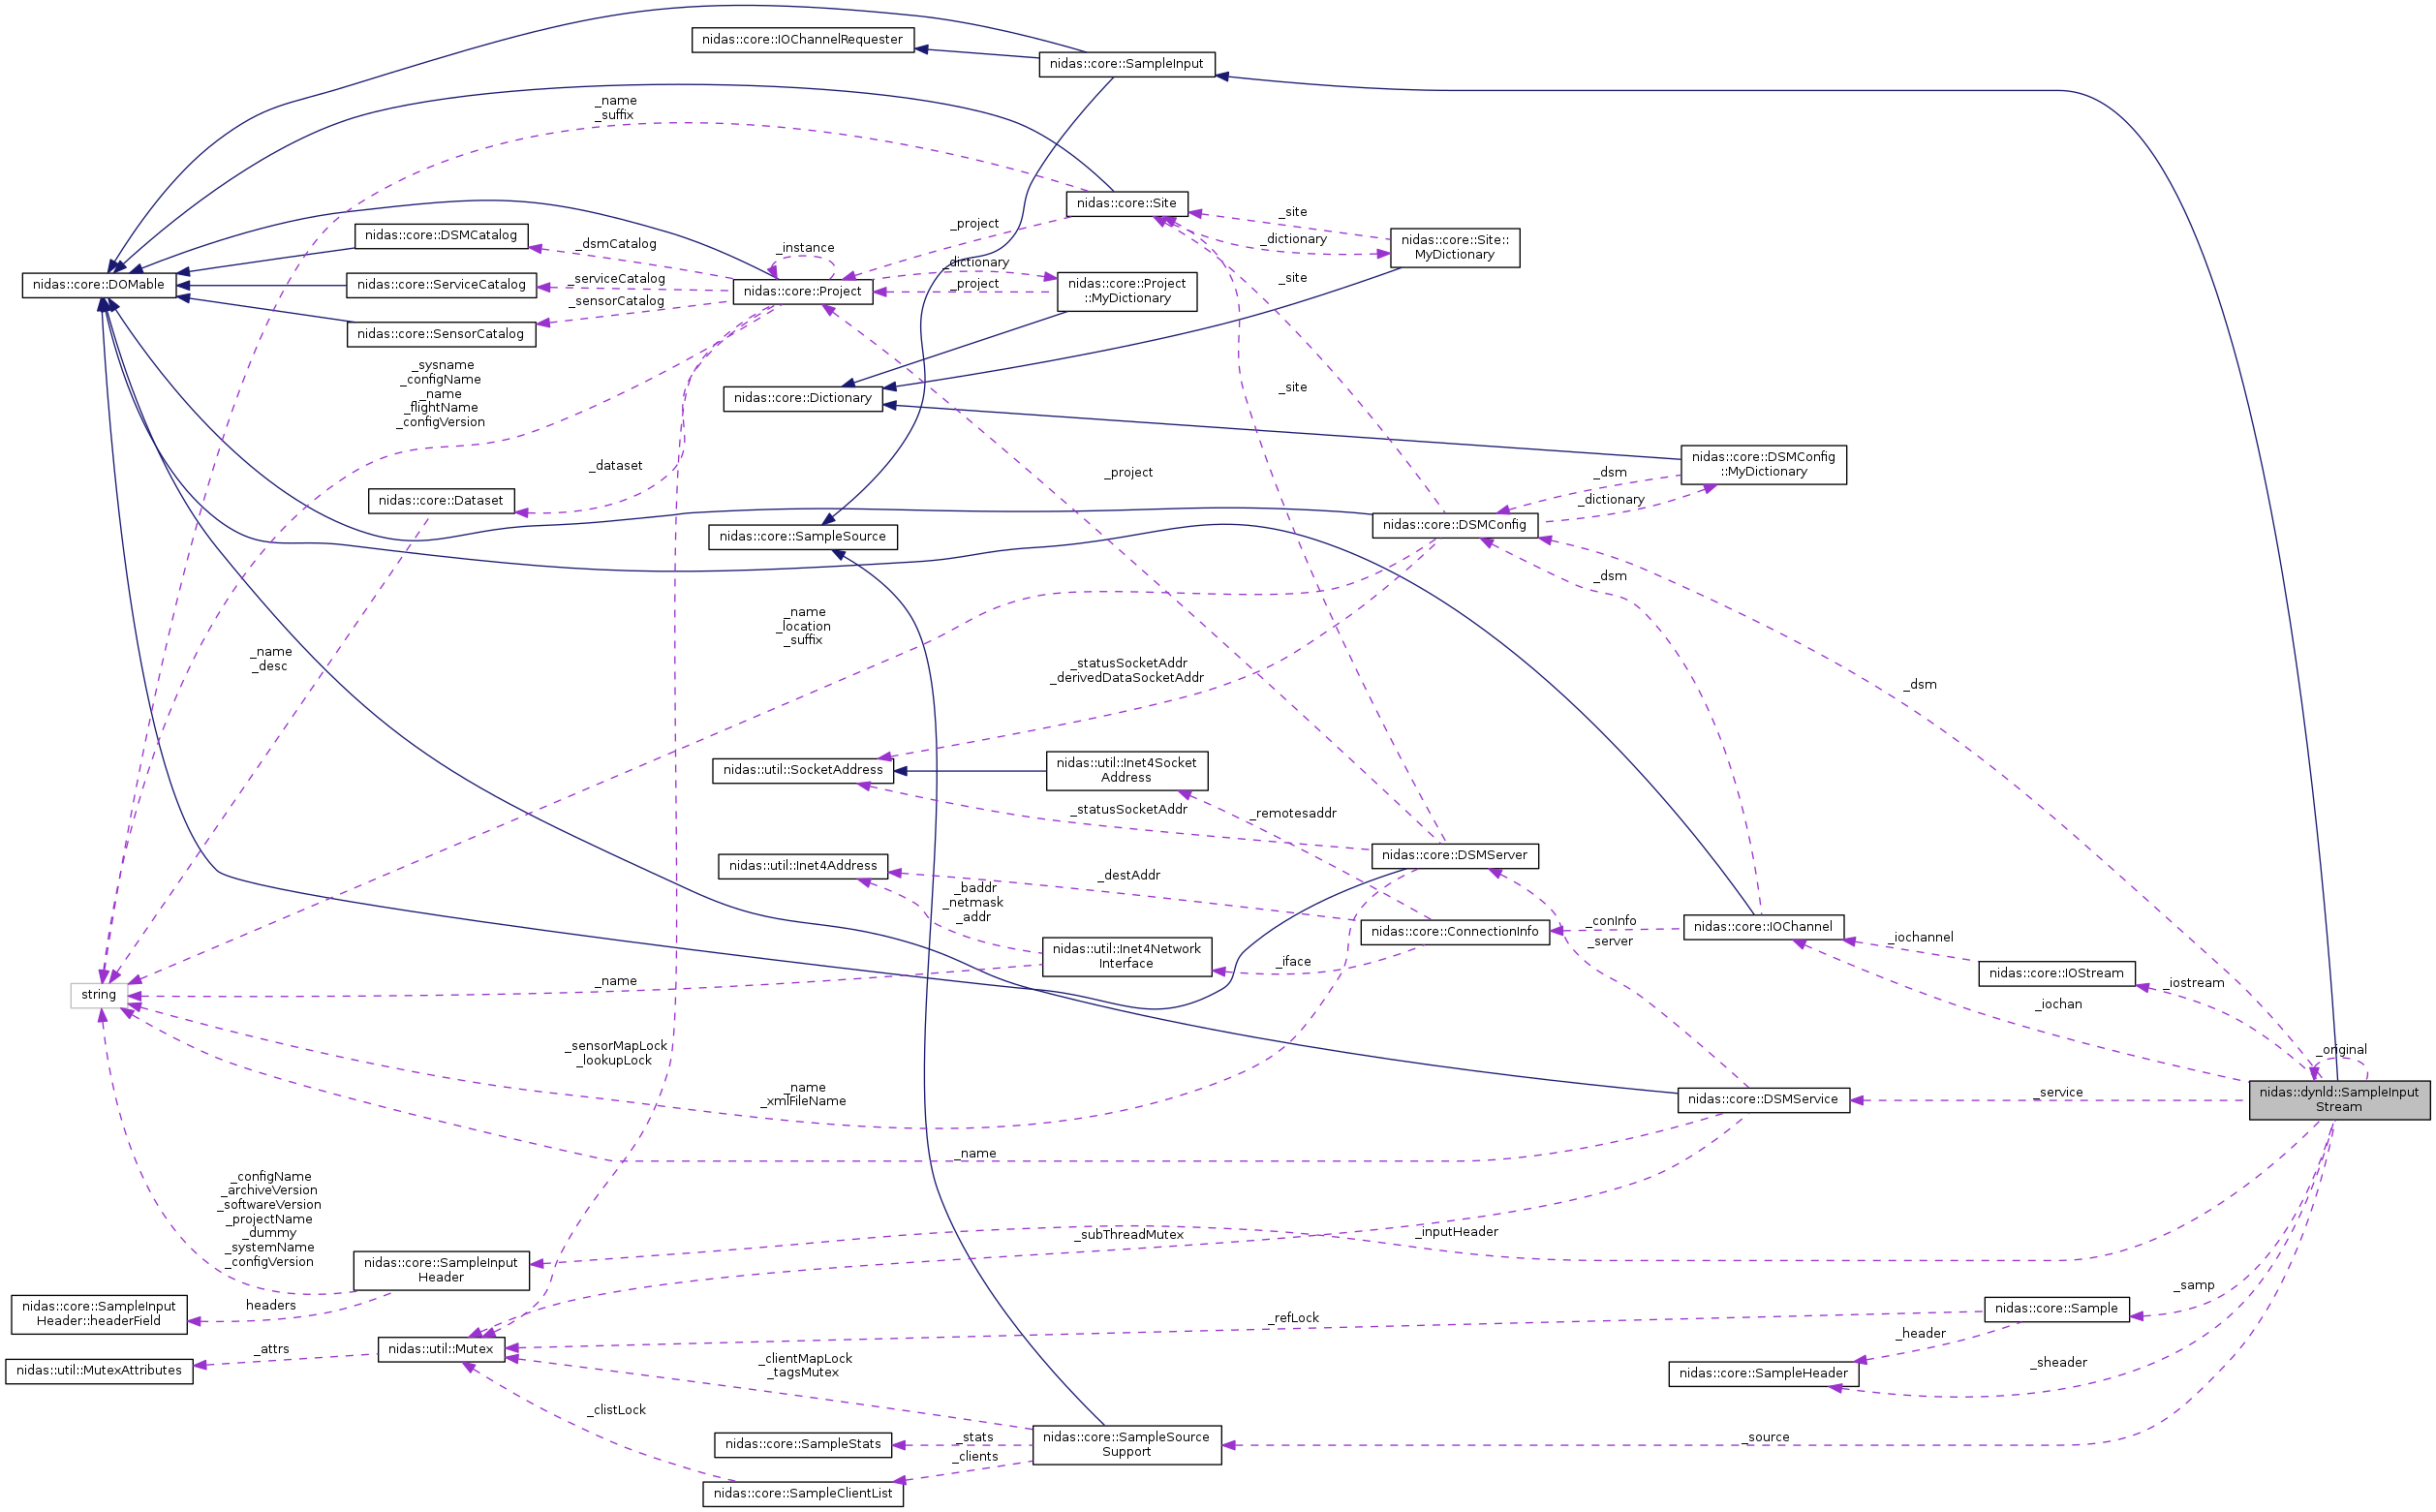 nidas::core::IOChannelRequester
nidas::core::SampleInput
_name
_suffix
nidas::core::Site
_site
nidas::core::Site::
MyDictionary
_dictionary
_project
nidas::core::DSMCatalog
_dsmCatalog
_instance
_dictionary
nidas::core::DOMable
nidas::core::ServiceCatalog
_serviceCatalog
nidas::core::Project
_project
nidas::core::Project
::MyDictionary
_site
_sensorCatalog
nidas::core::SensorCatalog
_sysname
_configName
_name
_flightName
_configVersion
nidas::core::Dictionary
_site
nidas::core::DSMConfig
::MyDictionary
_dataset
_project
_dsm
_dictionary
nidas::core::Dataset
nidas::core::SampleSource
nidas::core::DSMConfig
_dsm
_name
_location
_suffix
_name
_desc
_statusSocketAddr
_derivedDataSocketAddr
_dsm
nidas::util::SocketAddress
nidas::util::Inet4Socket
Address
_statusSocketAddr
_remotesaddr
nidas::util::Inet4Address
nidas::core::DSMServer
_destAddr
_baddr
_netmask
_addr
nidas::core::ConnectionInfo
_conInfo
nidas::core::IOChannel
_server
_iochannel
nidas::util::Inet4Network
Interface
_iface
nidas::core::IOStream
_name
_iostream
string
_iochan
_sensorMapLock
_lookupLock
_original
_name
_xmlFileName
nidas::core::DSMService
_service
nidas::dynld::SampleInput
Stream
_name
_configName
_archiveVersion
_softwareVersion
_projectName
_dummy
_systemName
_configVersion
_subThreadMutex
_inputHeader
nidas::core::SampleInput
Header
headers
nidas::core::SampleInput
Header::headerField
_samp
nidas::core::Sample
_refLock
_header
_attrs
nidas::util::Mutex
nidas::util::MutexAttributes
_clientMapLock
_tagsMutex
_sheader
nidas::core::SampleHeader
_clistLock
nidas::core::SampleStats
_stats
nidas::core::SampleSource
Support
_source
_clients
nidas::core::SampleClientList